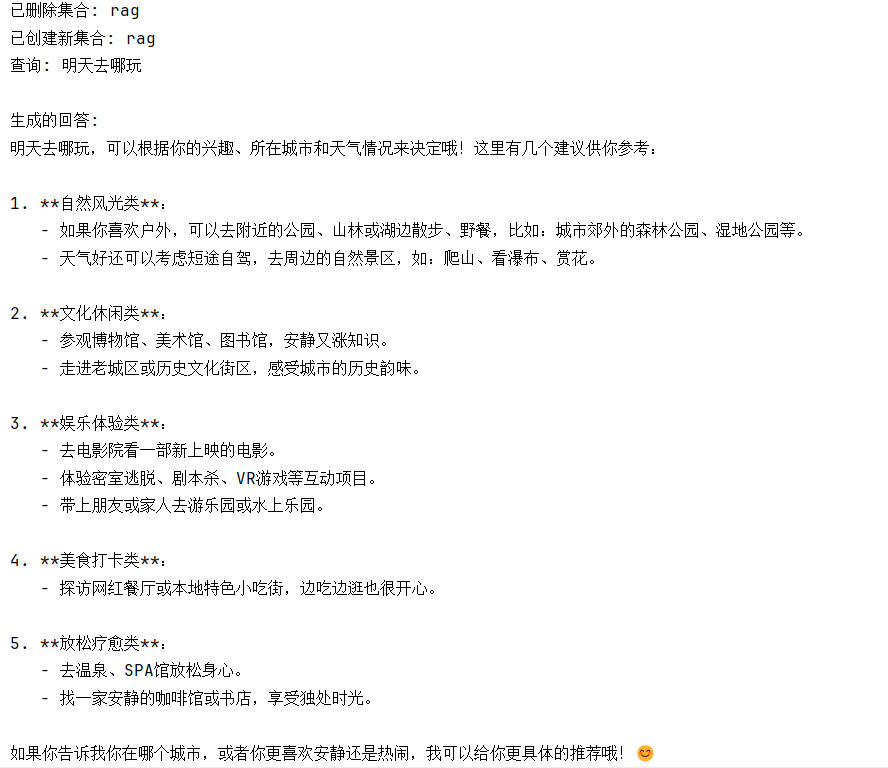 已删除集合: rag
已创建新集合: rag
查询: 明天去哪玩
生成的回答:
明天去哪玩，可以根据你的兴趣、所在城市和天气情况来决定哦！这里有几个建议供你参考：
1. **自然风光类**：
- 如果你喜欢户外，可以去附近的公园、山林或湖边散步、野餐，比如：城市郊外的森林公园、湿地公园等。
- 天气好还可以考虑短途自驾，去周边的自然景区，如：爬山、看瀑布、赏花。
2. **文化休闲类**：
- 参观博物馆、美术馆、图书馆，安静又涨知识。
- 走进老城区或历史文化街区，感受城市的历史韵味。
3. **娱乐体验类**：
- 去电影院看一部新上映的电影。
- 体验密室逃脱、剧本杀、VR游戏等互动项目。
- 带上朋友或家人去游乐园或水上乐园。
4. **美食打卡类**：
- 探访网红餐厅或本地特色小吃街，边吃边逛也很开心。
5. **放松疗愈类**：
- 去温泉、SPA馆放松身心。
- 找一家安静的咖啡馆或书店，享受独处时光。
如果你告诉我你在哪个城市，或者你更喜欢安静还是热闹，我可以给你更具体的推荐哦！😊